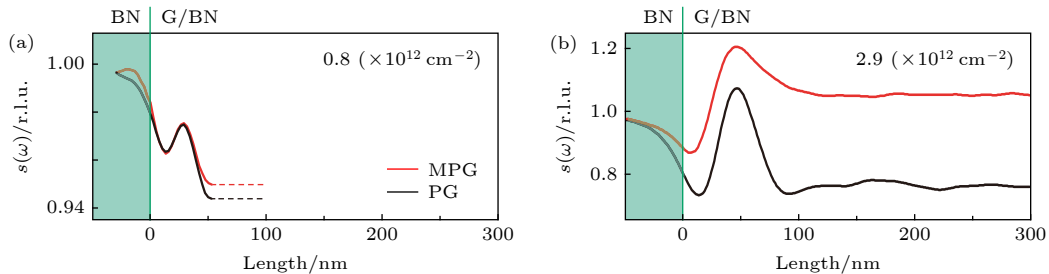 BN G/BN
(a)
0.8 (×10¹² cm⁻²)
s(ω)/r.l.u.
1.00
0.94
MPG
PG
0 100 200 300
Length/nm
BN G/BN
(b)
2.9 (×10¹² cm⁻²)
s(ω)/r.l.u.
1.2
1.0
0.8
0 50 100 200 300
Length/nm